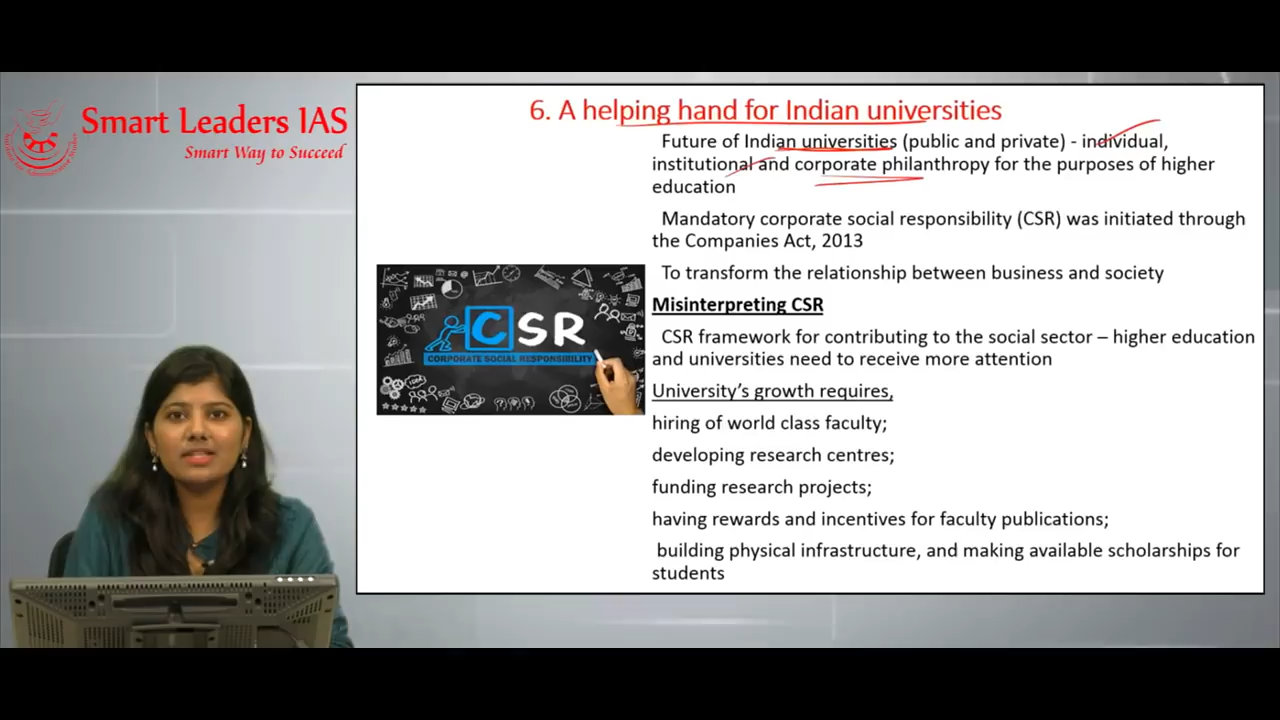 Smart Leaders IAS
Smart Way to Succeed
6. A helping hand for Indian universities
Future of Indian universities (public and private) - individual,
institutional and corporate philanthropy for the purposes of higher
education
Mandatory corporate social responsibility (CSR) was initiated through
the Companies Act, 2013
To transform the relationship between business and society
Misinterpreting CSR
CSR framework for contributing to the social sector – higher education
and universities need to receive more attention
University’s growth requires,
hiring of world class faculty;
developing research centres;
funding research projects;
having rewards and incentives for faculty publications;
building physical infrastructure, and making available scholarships for
students
CSR
CORPORATE SOCIAL RESPONSIBILITY